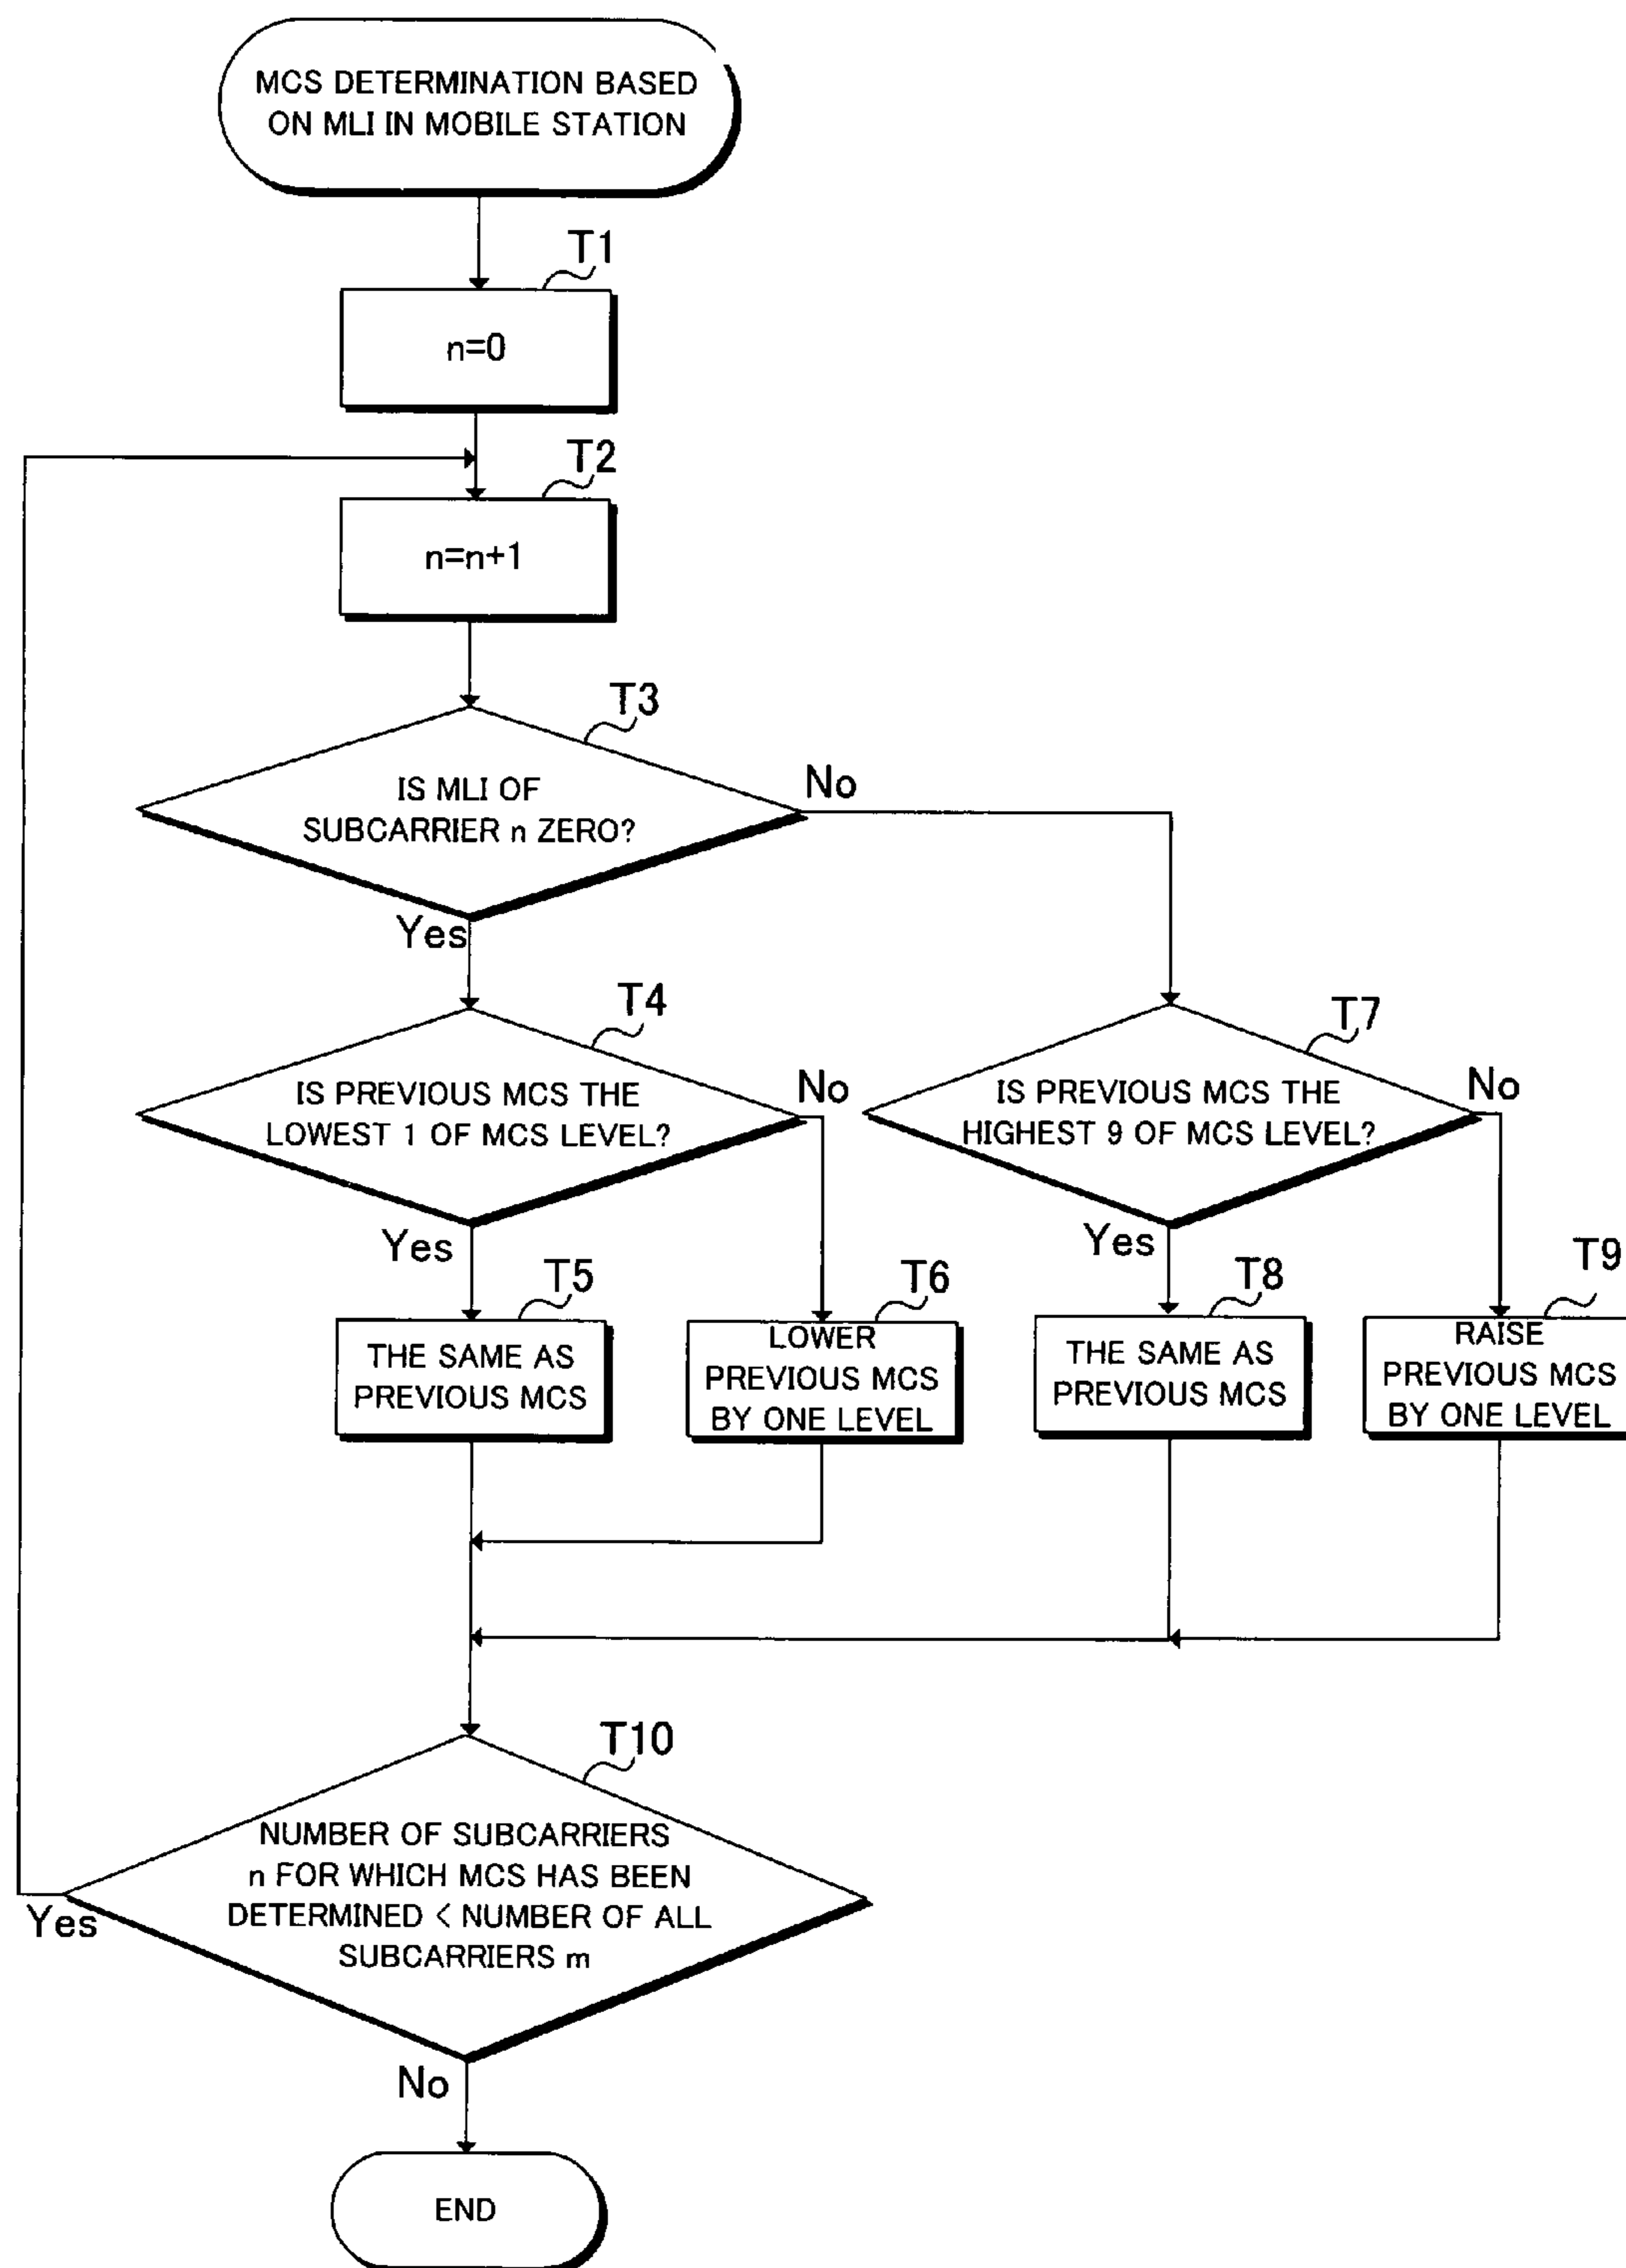 MCS DETERMINATION BASED
ON MLI IN MOBILE STATION
T1
n=0
T2
n=n+1
T3
IS MLI OF
SUBCARRIER n ZERO?
No
Yes
T4
IS PREVIOUS MCS THE
LOWEST 1 OF MCS LEVEL?
No
Yes
T7
IS PREVIOUS MCS THE
HIGHEST 9 OF MCS LEVEL?
No
Yes
T5
THE SAME AS
PREVIOUS MCS
T6
LOWER
PREVIOUS MCS
BY ONE LEVEL
T8
THE SAME AS
PREVIOUS MCS
T9
RAISE
PREVIOUS MCS
BY ONE LEVEL
T10
NUMBER OF SUBCARRIERS
n FOR WHICH MCS HAS BEEN
DETERMINED < NUMBER OF ALL
SUBCARRIERS m
Yes
No
END